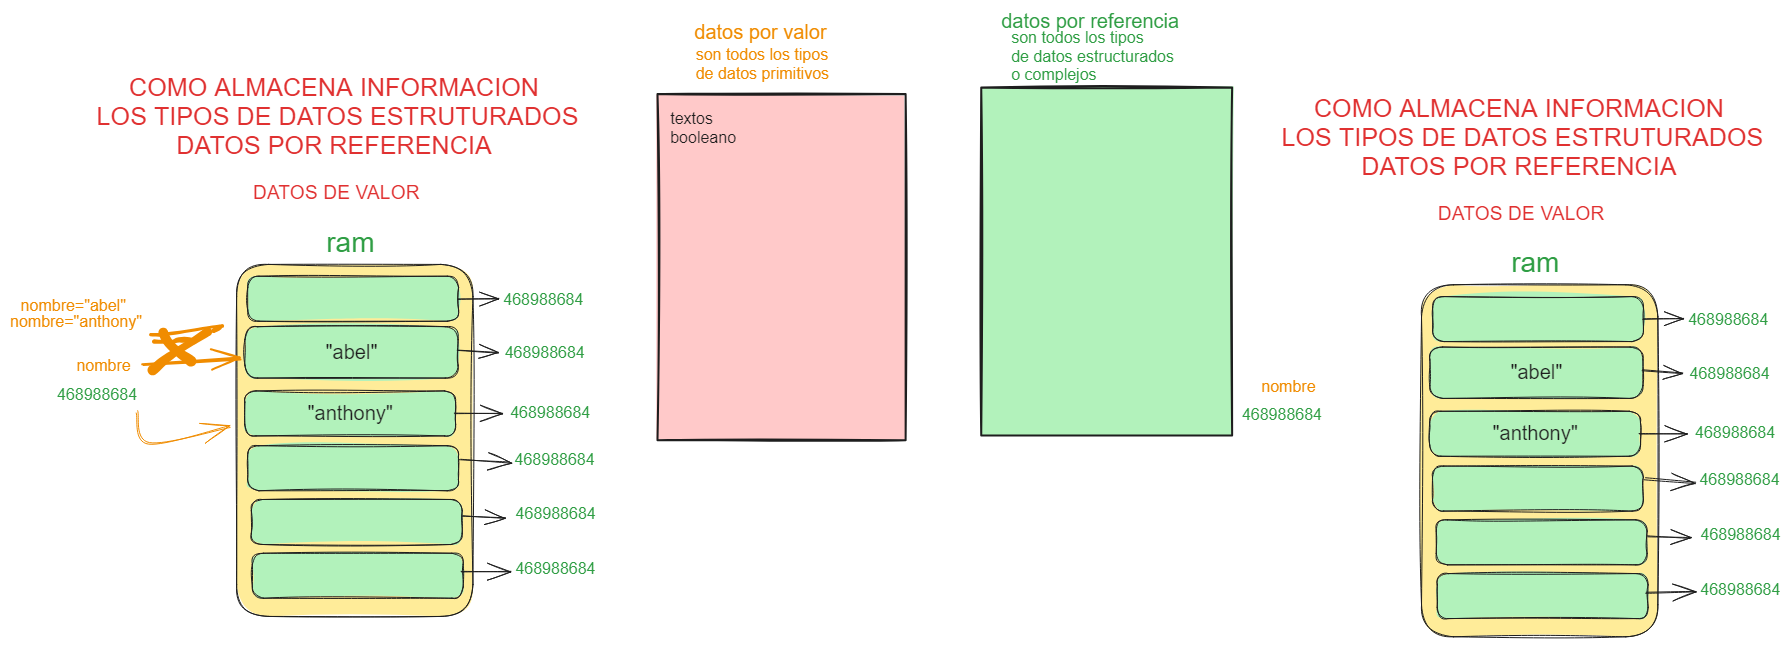 COMO ALMACENA INFORMACION
LOS TIPOS DE DATOS ESTRUTURADOS
DATOS POR REFERENCIA
DATOS DE VALOR
ram
nombre="abel"
nombre="anthony"
nombre
468988684
468988684
"abel"
468988684
"anthony"
468988684
468988684
468988684
468988684
datos por valor
son todos los tipos
de datos primitivos
textos
booleano
datos por referencia
son todos los tipos
de datos estructurados
o complejos
COMO ALMACENA INFORMACION
LOS TIPOS DE DATOS ESTRUTURADOS
DATOS POR REFERENCIA
DATOS DE VALOR
ram
nombre
468988684
468988684
"abel"
468988684
"anthony"
468988684
468988684
468988684
468988684